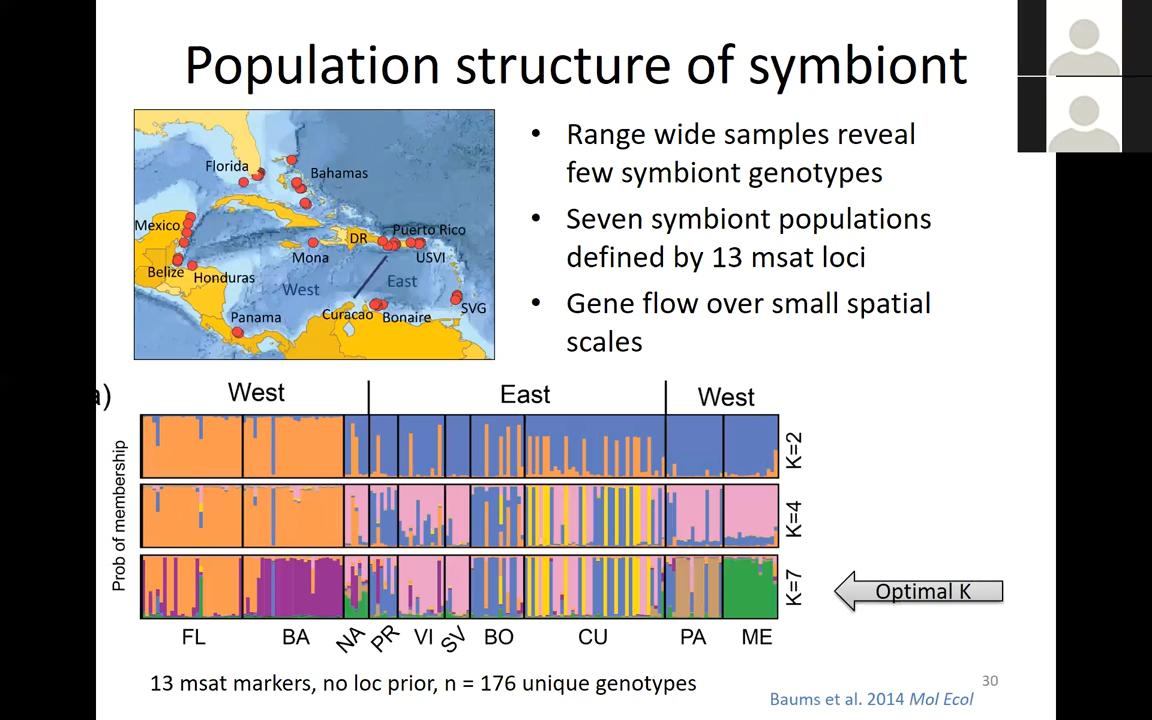 Population structure of symbiont
Florida
Bahamas
Mexico
DR
Puerto Rico
Mona
USVI
Belize
Honduras
West
East
SVG
Panama
Curacao
Bonaire
• Range wide samples reveal
few symbiont genotypes
• Seven symbiont populations
defined by 13 msat loci
• Gene flow over small spatial
scales
a)
West
East
West
Prob of membership
K=2
K=4
K=7
Optimal K
FL
BA
NA
PR
VI
SV
BO
CU
PA
ME
13 msat markers, no loc prior, n = 176 unique genotypes
30
Baums et al. 2014 Mol Ecol